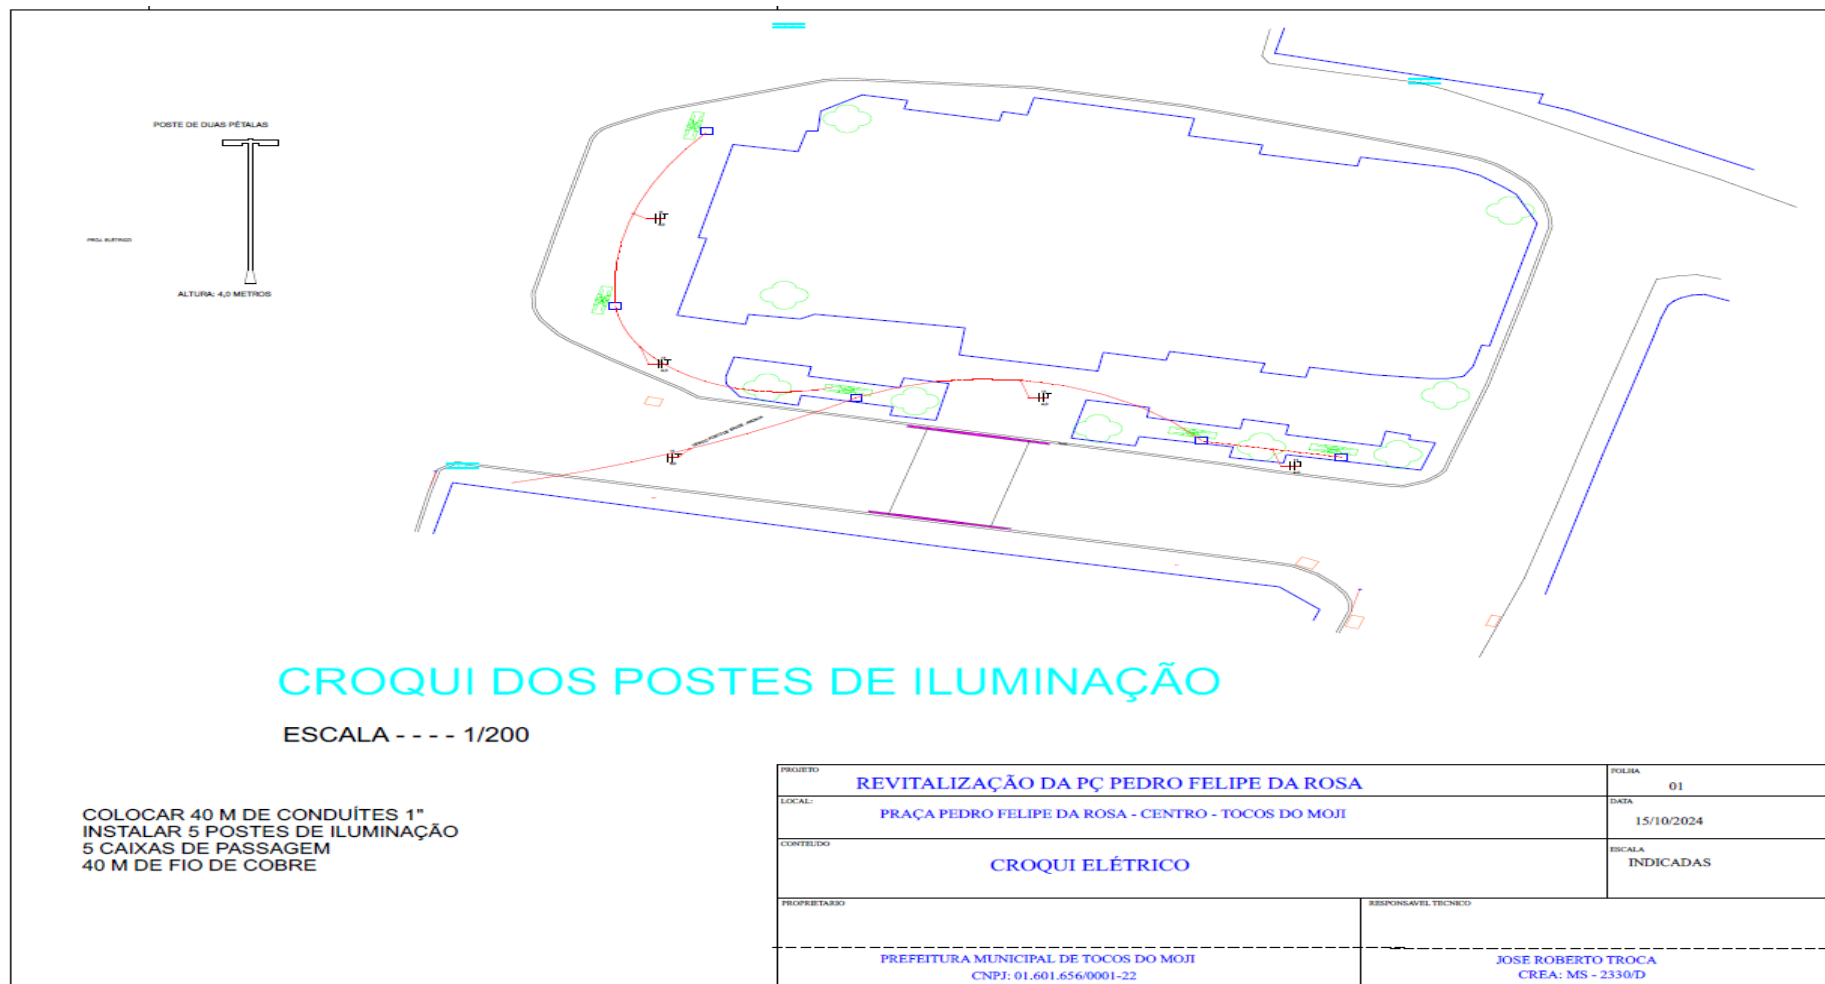 POSTE DE DUAS PÉTALAS
PROJ. ELÉTRICO
ALTURA: 4,0 METROS
CROQUI DOS POSTES DE ILUMINAÇÃO
ESCALA - - - - 1/200
COLOCAR 40 M DE CONDUÍTES 1"
INSTALAR 5 POSTES DE ILUMINAÇÃO
5 CAIXAS DE PASSAGEM
40 M DE FIO DE COBRE
PROJETO
REVITALIZAÇÃO DA PÇ PEDRO FELIPE DA ROSA
FOLHA
01
LOCAL:
PRAÇA PEDRO FELIPE DA ROSA - CENTRO - TOCOS DO MOJI
DATA
15/10/2024
CONTEUDO
CROQUI ELÉTRICO
ESCALA
INDICADAS
PROPRIETARIO
RESPONSAVEL TECNICO
PREFEITURA MUNICIPAL DE TOCOS DO MOJI
CNPJ: 01.601.656/0001-22
JOSE ROBERTO TROCA
CREA: MS - 2330/D